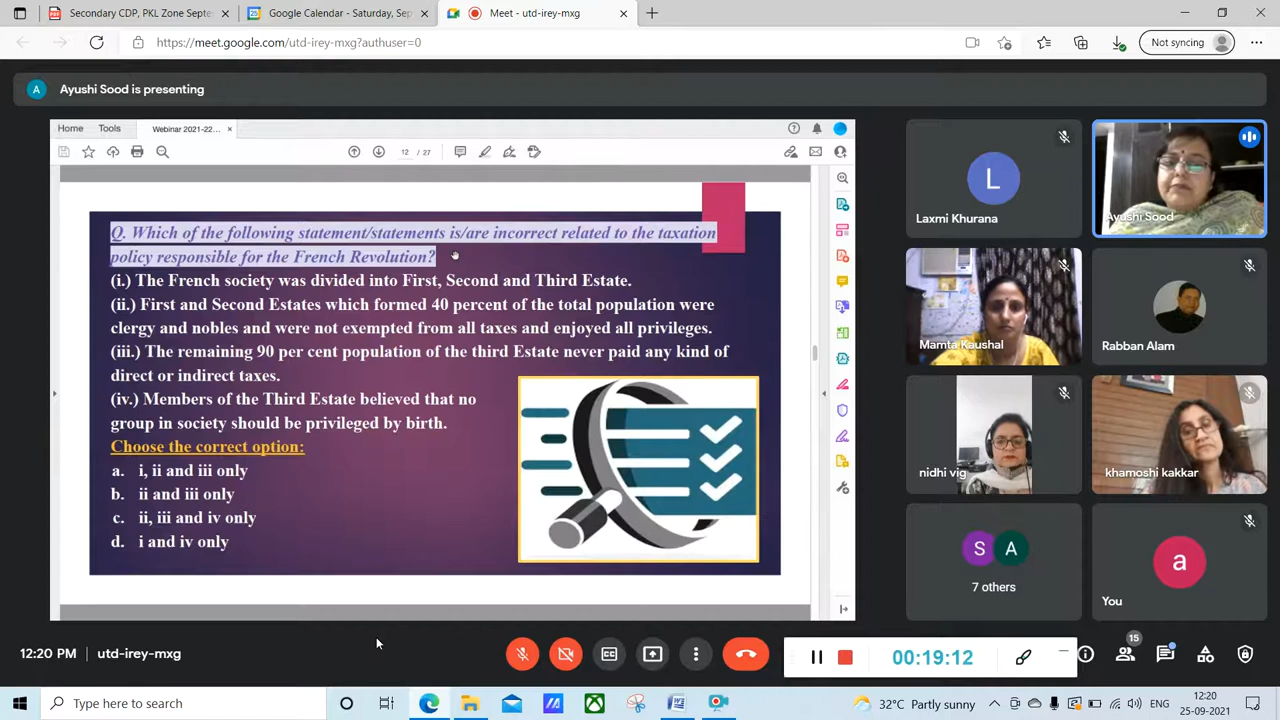 Secondary CDP, PKL Zone Septe
Google Calendar - Saturday, Sep
Meet - utd-irey-mxg
https://meet.google.com/utd-irey-mxg?authuser=0
Not syncing
A
Ayushi Sood is presenting
Home
Tools
Webinar 2021-22...
12 / 27
Q. Which of the following statement/statements is/are incorrect related to the taxation
policy responsible for the French Revolution?
(i.) The French society was divided into First, Second and Third Estate.
(ii.) First and Second Estates which formed 40 percent of the total population were
clergy and nobles and were not exempted from all taxes and enjoyed all privileges.
(iii.) The remaining 90 per cent population of the third Estate never paid any kind of
direct or indirect taxes.
(iv.) Members of the Third Estate believed that no
group in society should be privileged by birth.
Choose the correct option:
a. i, ii and iii only
b. ii and iii only
c. ii, iii and iv only
d. i and iv only
L
Laxmi Khurana
Ayushi Sood
Mamta Kaushal
Rabban Alam
nidhi vig
khamoshi kakkar
S A
7 others
a
You
12:20 PM
utd-irey-mxg
00:19:12
15
Type here to search
32°C Partly sunny
ENG
12:20
25-09-2021